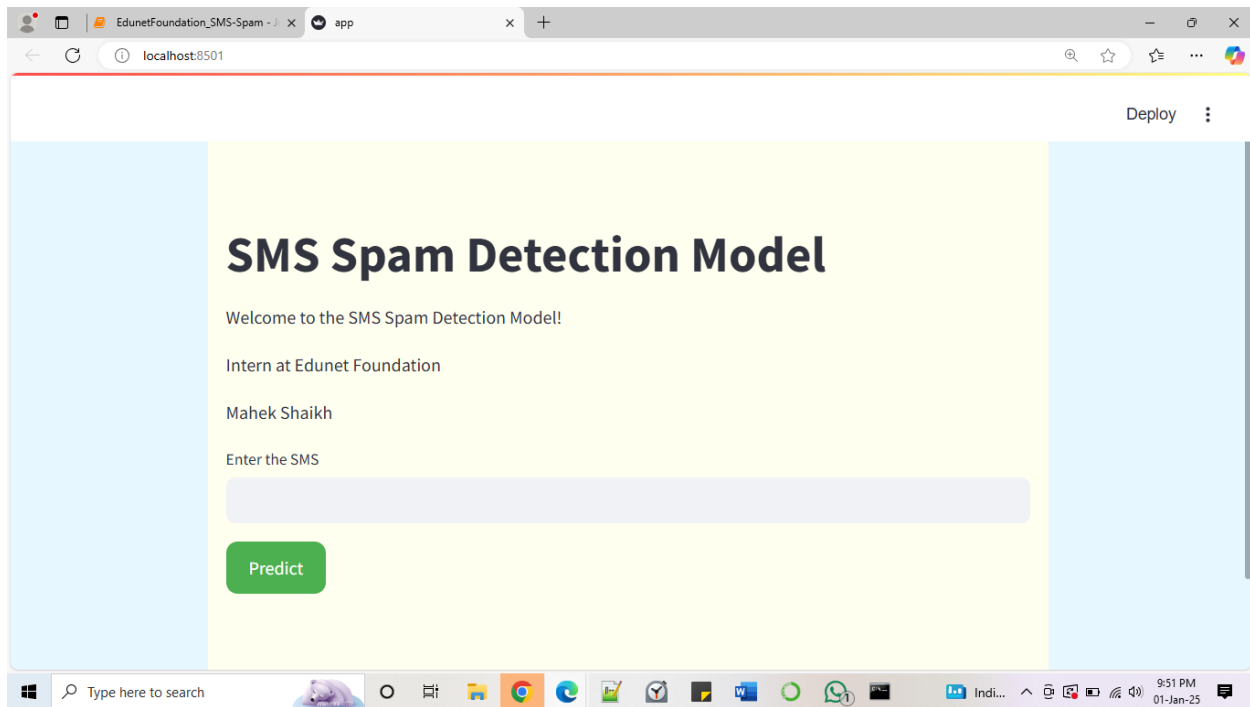 EdunetFoundation_SMS-Spam - J
app
localhost:8501
Deploy
SMS Spam Detection Model
Welcome to the SMS Spam Detection Model!
Intern at Edunet Foundation
Mahek Shaikh
Enter the SMS
Predict
Type here to search
Indi...
9:51 PM
01-Jan-25